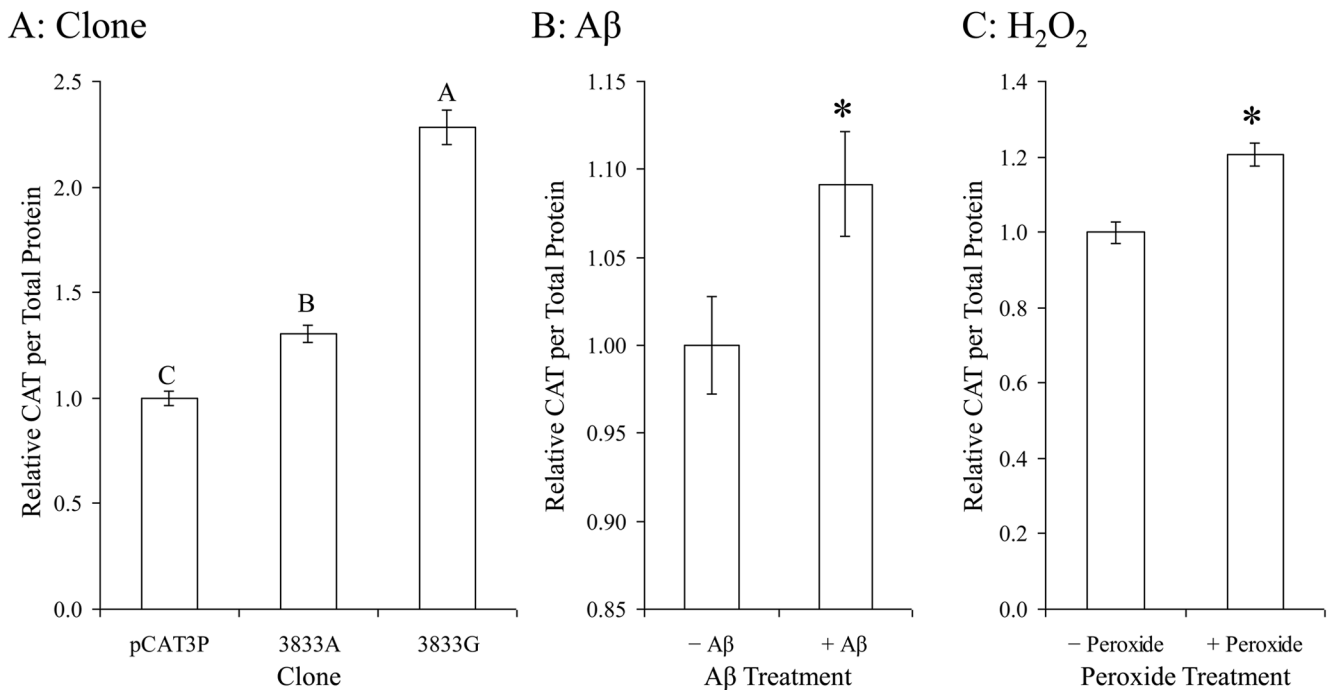 A: Clone
Relative CAT per Total Protein
2.5
2.0
1.5
1.0
0.5
0.0
C
B
A
pCAT3P
3833A
3833G
Clone
B: Aβ
Relative CAT per Total Protein
1.15
1.10
1.05
1.00
0.95
0.90
0.85
*
− Aβ
+ Aβ
Aβ Treatment
C: H₂O₂
Relative CAT per Total Protein
1.4
1.2
1.0
0.8
0.6
0.4
0.2
0.0
*
− Peroxide
+ Peroxide
Peroxide Treatment